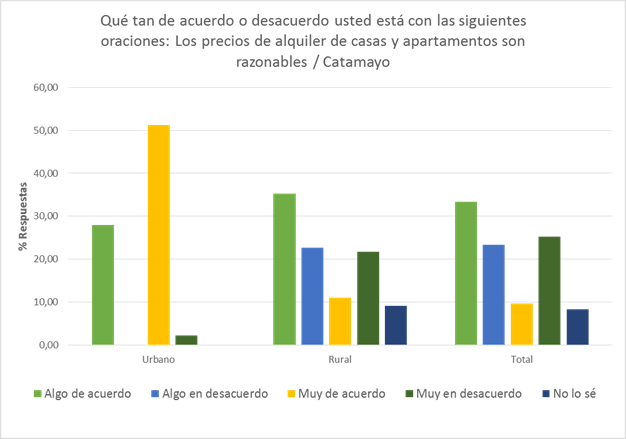 Qué tan de acuerdo o desacuerdo usted está con las siguientes
oraciones: Los precios de alquiler de casas y apartamentos son
razonables / Catamayo
60,00
50,00
40,00
30,00
20,00
10,00
0,00
% Respuestas
Urbano
Rural
Total
Algo de acuerdo
Algo en desacuerdo
Muy de acuerdo
Muy en desacuerdo
No lo sé